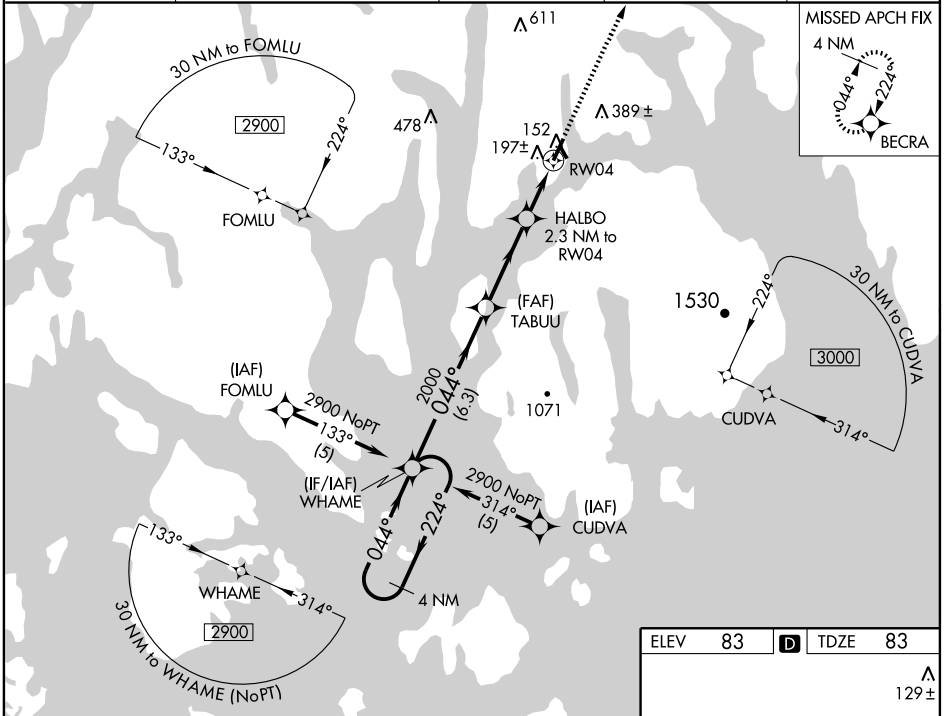 611
MISSED APCH FIX
4 NM
044°
224°
BECRA
30 NM to FOMLU
2900
224°
133°
FOMLU
478
389 ±
152
197±
RW04
HALBO
2.3 NM to
RW04
(FAF)
TABUU
1530
224°
30 NM to CUDVA
3000
CUDVA
314°
(IAF)
FOMLU
2900 NoPT
133°
(5)
2000
044°
(6.3)
1071
(IF/IAF)
WHAME
2900 NoPT
314°
(5)
(IAF)
CUDVA
044°
224°
4 NM
133°
WHAME
314°
2900
30 NM to WHAME (NoPT)
ELEV 83 D TDZE 83
129 ±